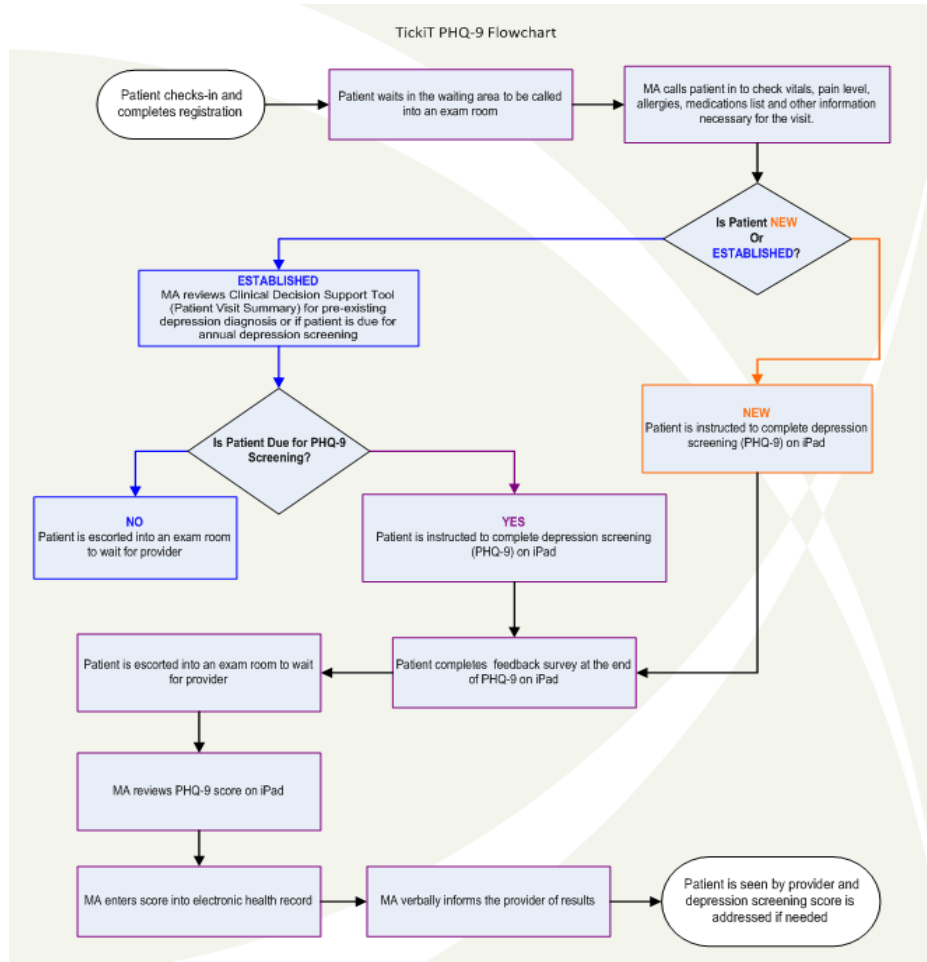 TickiT PHQ-9 Flowchart
Patient checks-in and
completes registration
Patient waits in the waiting area to be called
into an exam room
MA calls patient in to check vitals, pain level,
allergies, medications list and other information
necessary for the visit.
Is Patient NEW
Or
ESTABLISHED?
ESTABLISHED
MA reviews Clinical Decision Support Tool
(Patient Visit Summary) for pre-existing
depression diagnosis or if patient is due for
annual depression screening
NEW
Patient is instructed to complete depression
screening (PHQ-9) on iPad
Is Patient Due for PHQ-9
Screening?
NO
Patient is escorted into an exam room
to wait for provider
YES
Patient is instructed to complete depression screening
(PHQ-9) on iPad
Patient is escorted into an exam room to wait
for provider
Patient completes feedback survey at the end
of PHQ-9 on iPad
MA reviews PHQ-9 score on iPad
MA enters score into electronic health record
MA verbally informs the provider of results
Patient is seen by provider and
depression screening score is
addressed if needed